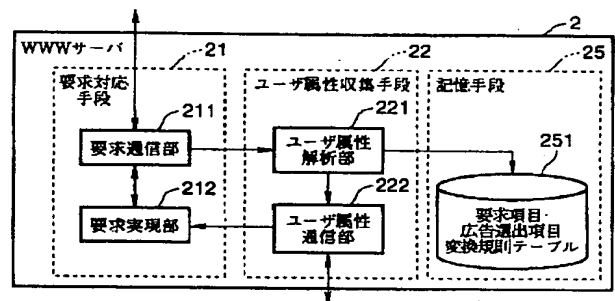 2
WWWサーバ
21
要求対応
手段
211
要求通信部
212
要求実現部
22
ユーザ属性収集手段
221
ユーザ属性
解析部
222
ユーザ属性
通信部
25
記憶手段
251
要求項目・
広告選出項目
変換規則テーブル